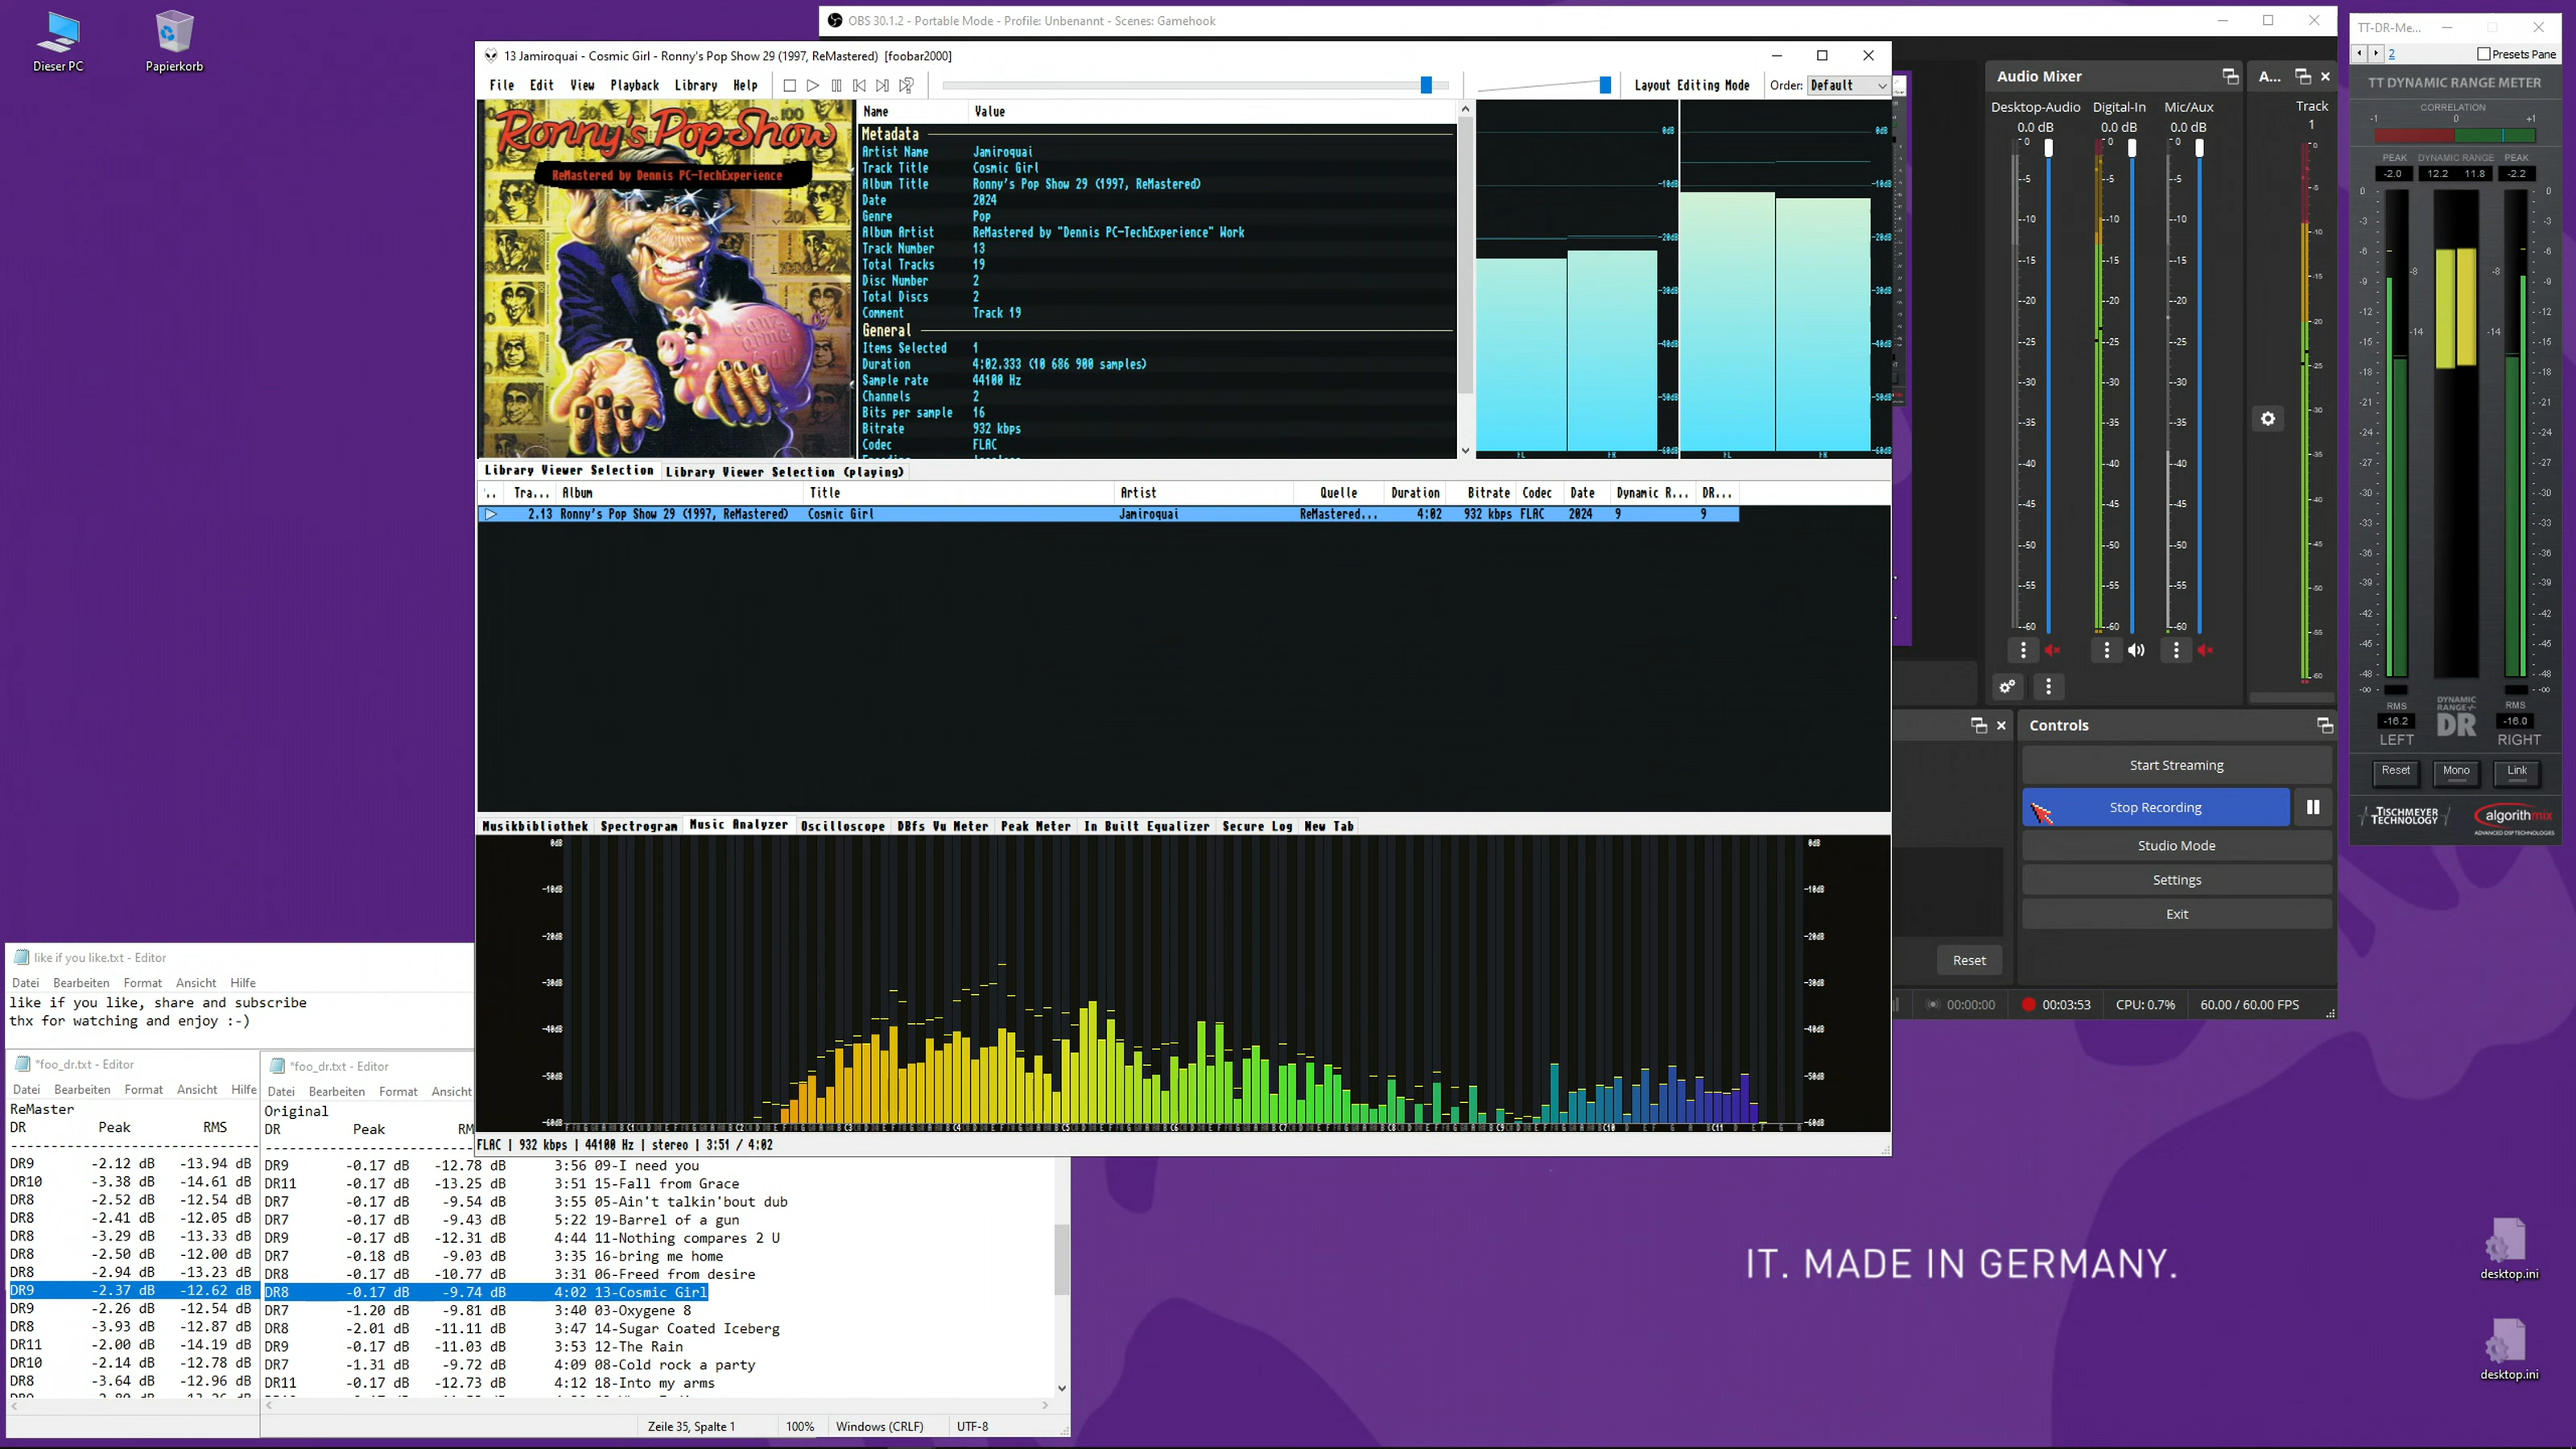 Dieser PC
Papierkorb
OBS 30.1.2 - Portable Mode - Profile: Unbenannt - Scenes: Gamehook
13 Jamiroquai - Cosmic Girl - Ronny's Pop Show 29 (1997, ReMastered) [foobar2000]
File Edit View Playback Library Help
Layout Editing Mode Order: Default
Ronny's Pop Show
ReMastered by Dennis PC-TechExperience
Name Value
Metadata
Artist Name Jamiroquai
Track Title Cosmic Girl
Album Title Ronny's Pop Show 29 (1997, ReMastered)
Date 2024
Genre Pop
Album Artist ReMastered by "Dennis PC-TechExperience" Work
Track Number 13
Total Tracks 19
Disc Number 2
Total Discs 2
Comment Track 19
General
Items Selected 1
Duration 4:02.333 (10 686 900 samples)
Sample rate 44100 Hz
Channels 2
Bits per sample 16
Bitrate 932 kbps
Codec FLAC
Library Viewer Selection Library Viewer Selection (playing)
Tra... Album Title Artist Quelle Duration Bitrate Codec Date Dynamic R... DR...
2.13 Ronny's Pop Show 29 (1997, ReMastered) Cosmic Girl Jamiroquai ReMastered... 4:02 932 kbps FLAC 2024 9 9
Musikbibliothek Spectrogram Music Analyzer Oscilloscope DBfs Vu Meter Peak Meter In Built Equalizer Secure Log New Tab
0dB
-10dB
-20dB
-30dB
-40dB
-50dB
-60dB
FLAC | 932 kbps | 44100 Hz | stereo | 3:51 / 4:02
Audio Mixer
Desktop-Audio Digital-In Mic/Aux
0.0 dB 0.0 dB 0.0 dB
A...
Track
1
Controls
Start Streaming
Stop Recording
Studio Mode
Settings
Exit
Reset
00:00:00 00:03:53 CPU: 0.7% 60.00 / 60.00 FPS
TT-DR-Me...
2 Presets Pane
TT DYNAMIC RANGE METER
CORRELATION
-1 0 +1
PEAK DYNAMIC RANGE PEAK
-2.0 12.2 11.8 -2.2
RMS DYNAMIC RANGE RMS
-16.2 DR -16.0
LEFT RIGHT
Reset Mono Link
TISCHMEYER TECHNOLOGY algorithmix
ADVANCED DSP TECHNOLOGIES
like if you like.txt - Editor
Datei Bearbeiten Format Ansicht Hilfe
like if you like, share and subscribe
thx for watching and enjoy :-)
*foo_dr.txt - Editor
Datei Bearbeiten Format Ansicht Hilfe
ReMaster
DR Peak RMS
DR9 -2.12 dB -13.94 dB
DR10 -3.38 dB -14.61 dB
DR8 -2.52 dB -12.54 dB
DR8 -2.41 dB -12.05 dB
DR8 -3.29 dB -13.33 dB
DR8 -2.50 dB -12.00 dB
DR8 -2.94 dB -13.23 dB
DR9 -2.37 dB -12.62 dB
DR9 -2.26 dB -12.54 dB
DR8 -3.93 dB -12.87 dB
DR11 -2.00 dB -14.19 dB
DR10 -2.14 dB -12.78 dB
DR8 -3.64 dB -12.96 dB
*foo_dr.txt - Editor
Datei Bearbeiten Format Ansicht
Original
DR Peak RM
DR9 -0.17 dB -12.78 dB 3:56 09-I need you
DR11 -0.17 dB -13.25 dB 3:51 15-Fall from Grace
DR7 -0.17 dB -9.54 dB 3:55 05-Ain't talkin'bout dub
DR7 -0.17 dB -9.43 dB 5:22 19-Barrel of a gun
DR9 -0.17 dB -12.31 dB 4:44 11-Nothing compares 2 U
DR7 -0.18 dB -9.03 dB 3:35 16-bring me home
DR8 -0.17 dB -10.77 dB 3:31 06-Freed from desire
DR8 -0.17 dB -9.74 dB 4:02 13-Cosmic Girl
DR7 -1.20 dB -9.81 dB 3:40 03-Oxygene 8
DR8 -2.01 dB -11.11 dB 3:47 14-Sugar Coated Iceberg
DR9 -0.17 dB -11.03 dB 3:53 12-The Rain
DR7 -1.31 dB -9.72 dB 4:09 08-Cold rock a party
DR11 -0.17 dB -12.73 dB 4:12 18-Into my arms
Zeile 35, Spalte 1 100% Windows (CRLF) UTF-8
IT. MADE IN GERMANY.
desktop.ini
desktop.ini